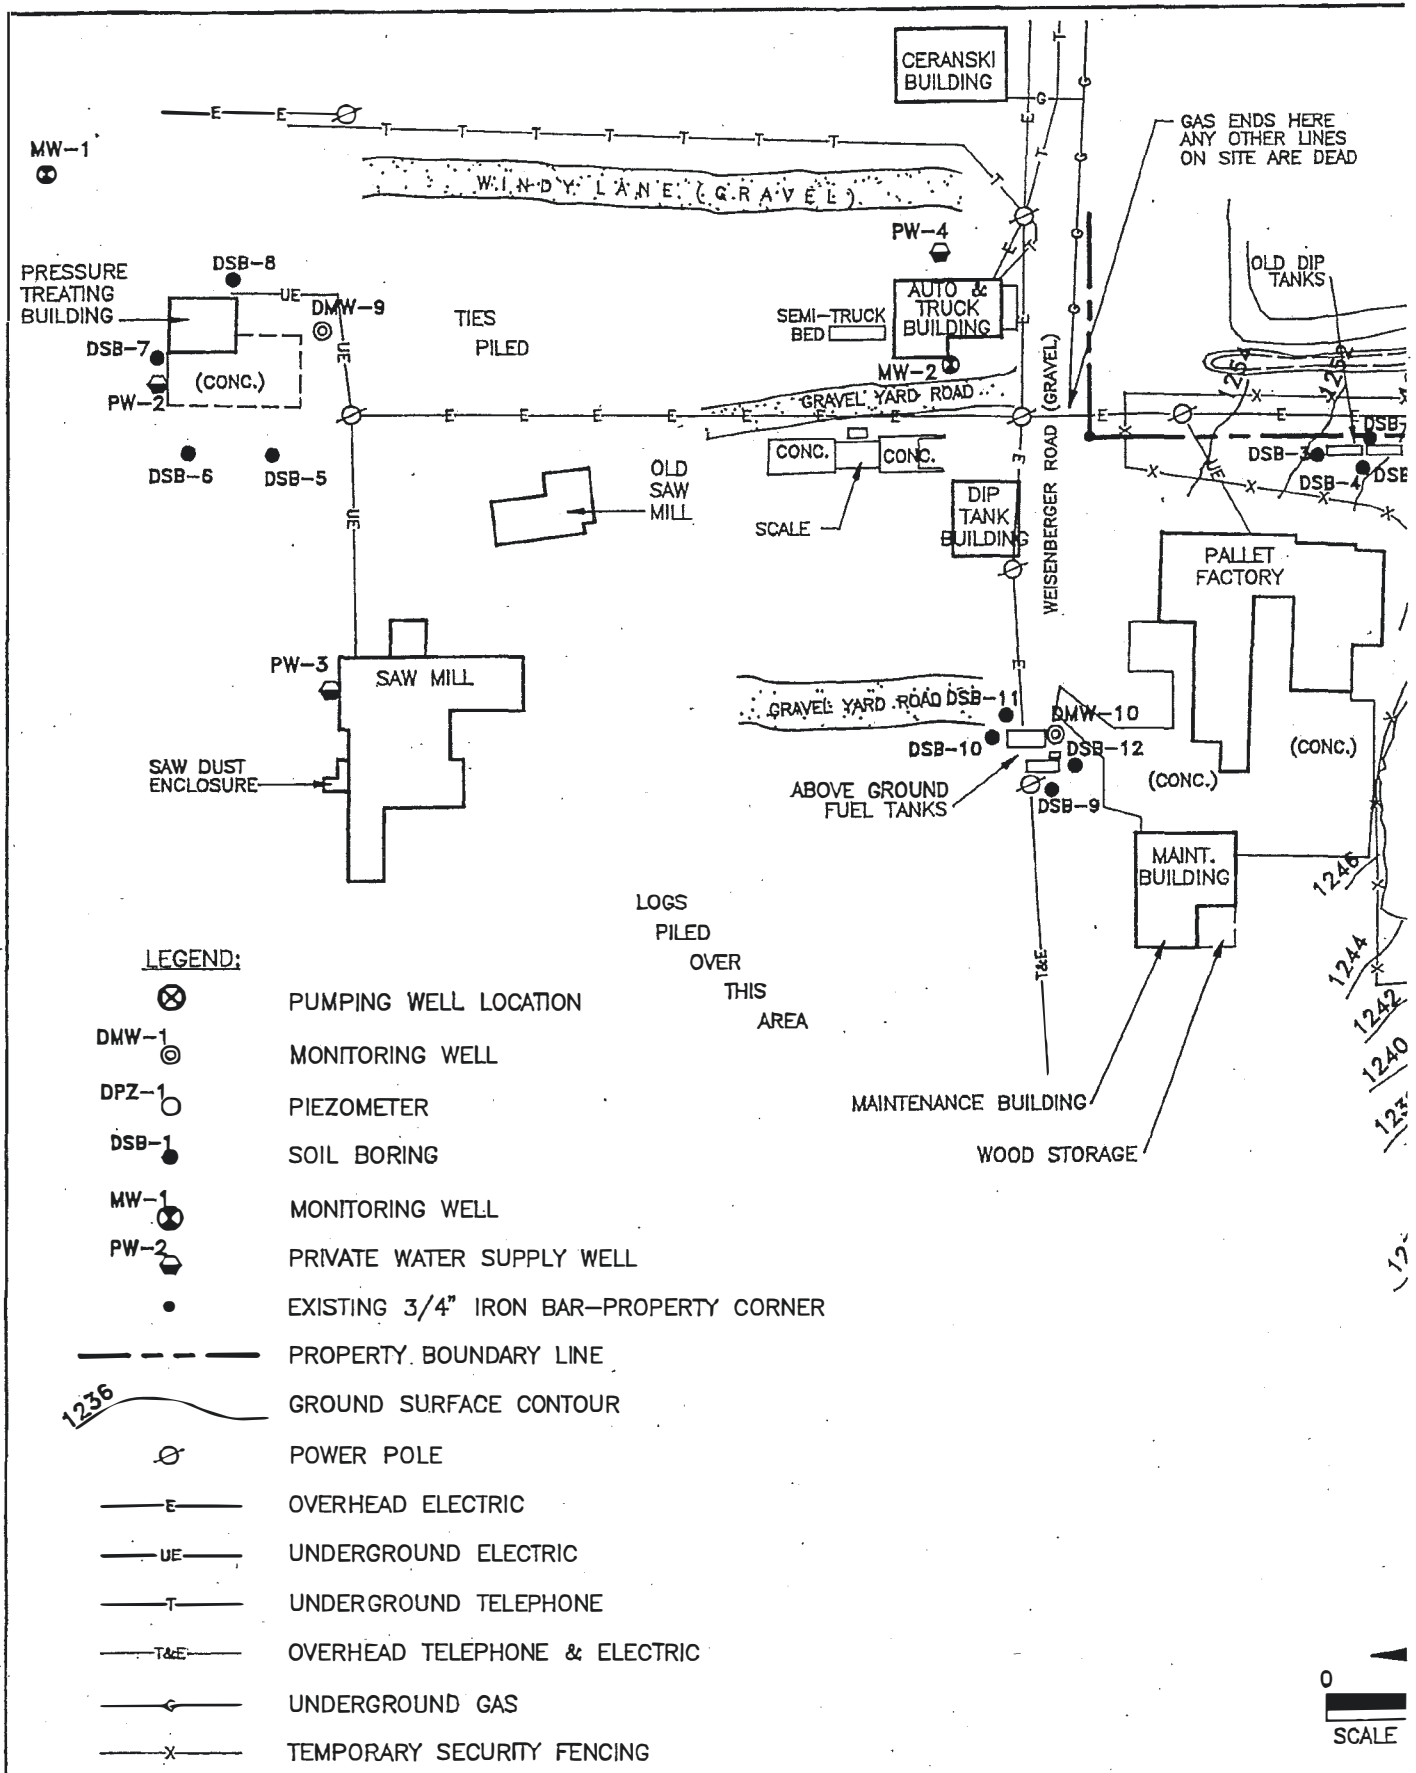 CERANSKI
BUILDING
GAS ENDS HERE
ANY OTHER LINES
ON SITE ARE DEAD
E
E
T
T
T
T
T
T
T
T
T
T
T
E
E
G
G
G
G
G
MW-1
WINDY LANE (GRAVEL)
PW-4
DSB-8
PRESSURE
TREATING
BUILDING
UE
DMW-9
TIES
PILED
SEMI-TRUCK
BED
AUTO &
TRUCK
BUILDING
E
OLD DIP
TANKS
DSB-7
PW-2
(CONC.)
UE
MW-2
GRAVEL YARD ROAD
WEISENBERGER ROAD (GRAVEL)
1254
1252
X
X
X
E
E
E
E
E
E
E
E
E
E
X
DSB-6
DSB-5
CONC.
CONC.
E
DSB-3
DSB-4
UE
X
X
X
X
OLD
SAW
MILL
SCALE
UE
DIP
TANK
BUILDING
PALLET
FACTORY
PW-3
SAW MILL
E
GRAVEL YARD ROAD
DSB-11
DMW-10
DSB-10
DSB-12
(CONC.)
(CONC.)
X
SAW DUST
ENCLOSURE
ABOVE GROUND
FUEL TANKS
DSB-9
X
MAINT.
BUILDING
1246
X
LOGS
PILED
OVER
THIS
AREA
T&E
1244
X
1242
1240
MAINTENANCE BUILDING
WOOD STORAGE
LEGEND:
PUMPING WELL LOCATION
DMW-1
MONITORING WELL
DPZ-1
PIEZOMETER
DSB-1
SOIL BORING
MW-1
MONITORING WELL
PW-2
PRIVATE WATER SUPPLY WELL
EXISTING 3/4" IRON BAR-PROPERTY CORNER
PROPERTY BOUNDARY LINE
1236
GROUND SURFACE CONTOUR
POWER POLE
E
OVERHEAD ELECTRIC
UE
UNDERGROUND ELECTRIC
T
UNDERGROUND TELEPHONE
T&E
OVERHEAD TELEPHONE & ELECTRIC
G
UNDERGROUND GAS
X
TEMPORARY SECURITY FENCING
0
SCALE